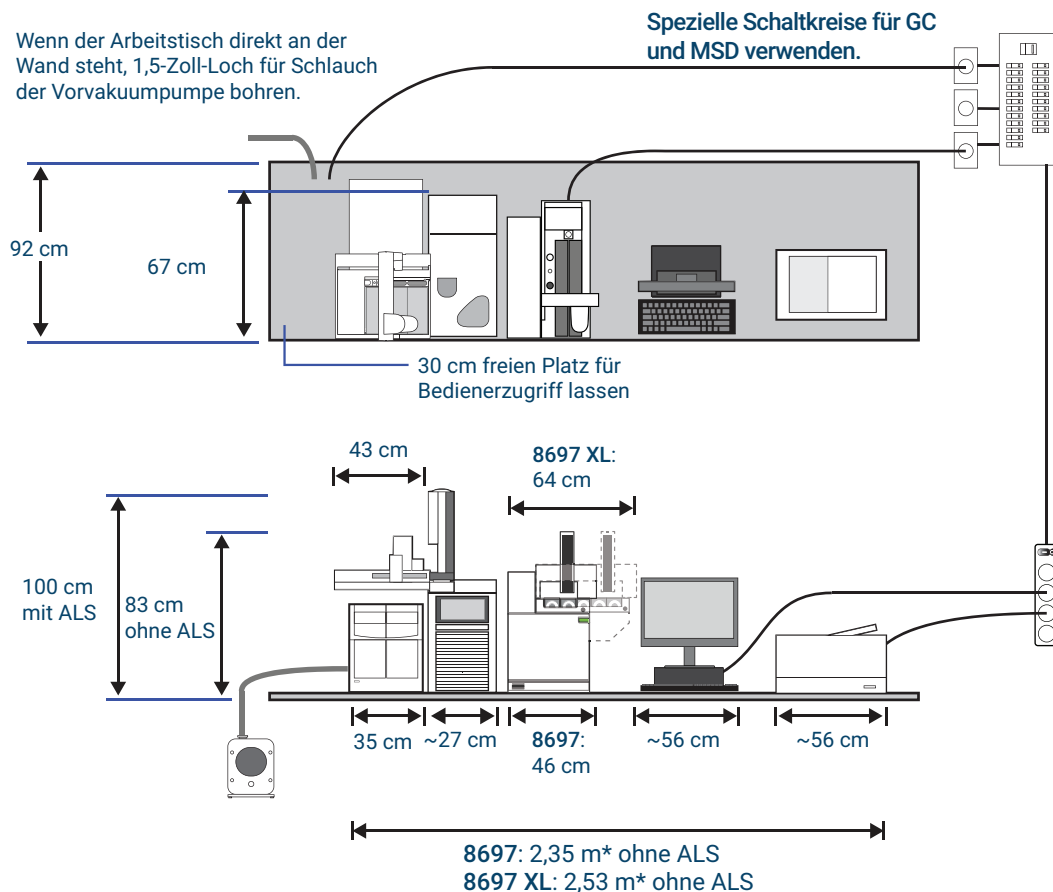 Wenn der Arbeitstisch direkt an der
Wand steht, 1,5-Zoll-Loch für Schlauch
der Vorvakuumpumpe bohren.
Spezielle Schaltkreise für GC
und MSD verwenden.
92 cm
67 cm
30 cm freien Platz für
Bedienerzugriff lassen
43 cm
8697 XL:
64 cm
100 cm
mit ALS
83 cm
ohne ALS
35 cm
~27 cm
8697:
46 cm
~56 cm
~56 cm
8697: 2,35 m* ohne ALS
8697 XL: 2,53 m* ohne ALS